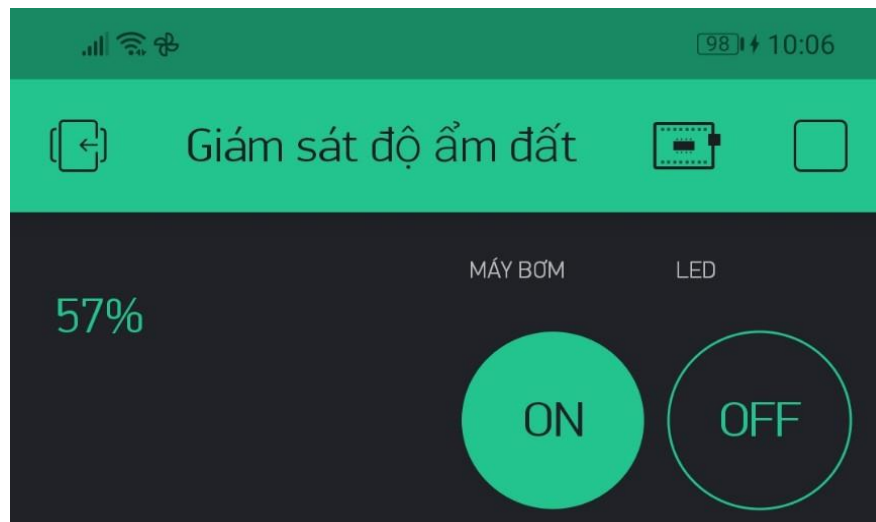 98 10:06
Giám sát độ ẩm đất
MÁY BƠM LED
57%
ON OFF